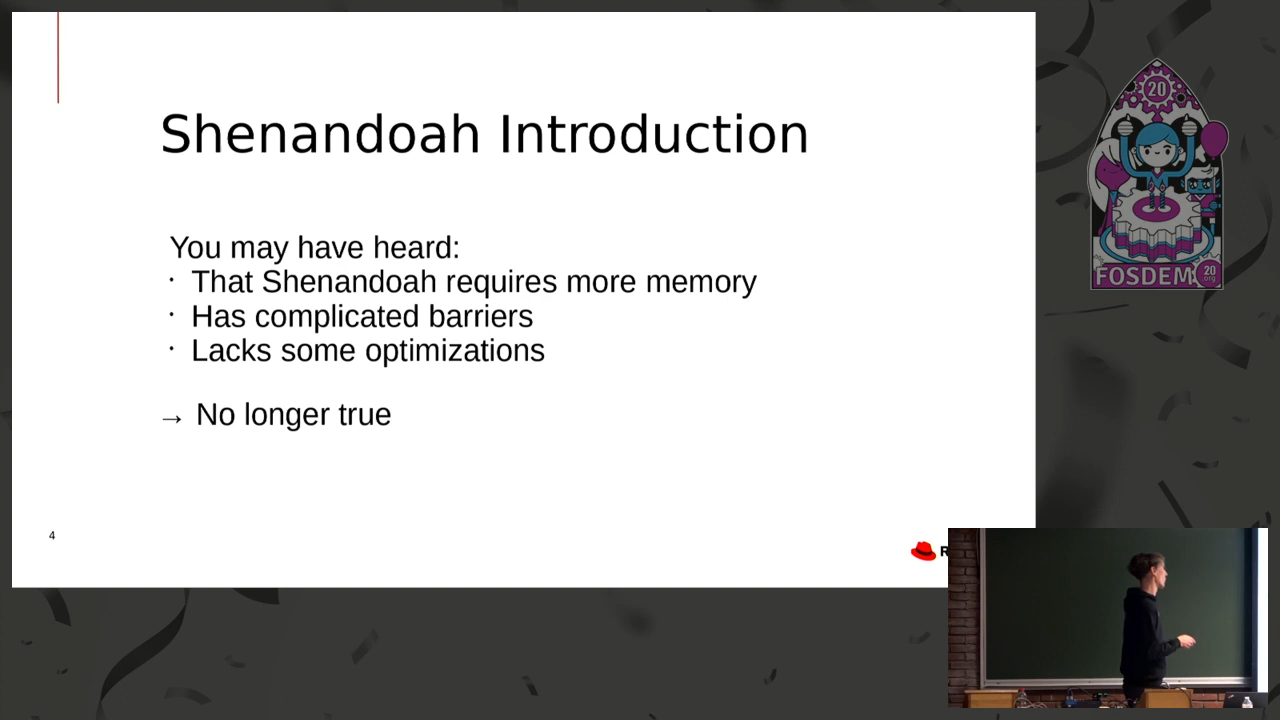 Shenandoah Introduction
You may have heard:
· That Shenandoah requires more memory
· Has complicated barriers
· Lacks some optimizations
→ No longer true
4
R
20
FOSDEM
20
org